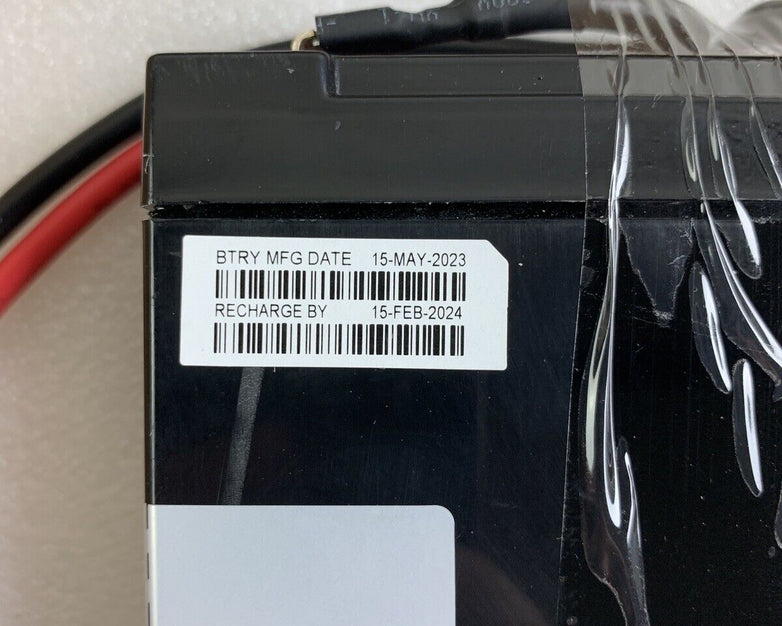 BTRY MFG DATE 15-MAY-2023
RECHARGE BY 15-FEB-2024